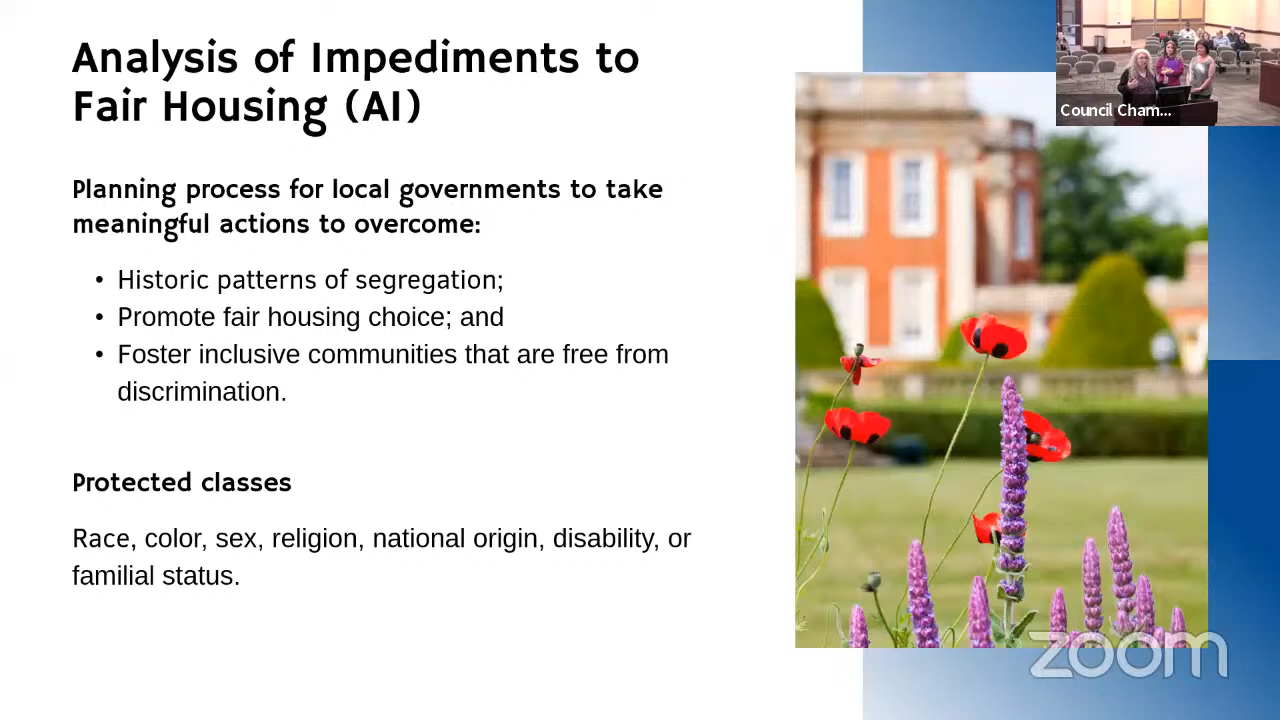 Analysis of Impediments to
Fair Housing (AI)
Planning process for local governments to take
meaningful actions to overcome:
• Historic patterns of segregation;
• Promote fair housing choice; and
• Foster inclusive communities that are free from
discrimination.
Protected classes
Race, color, sex, religion, national origin, disability, or
familial status.
Council Cham...
zoom